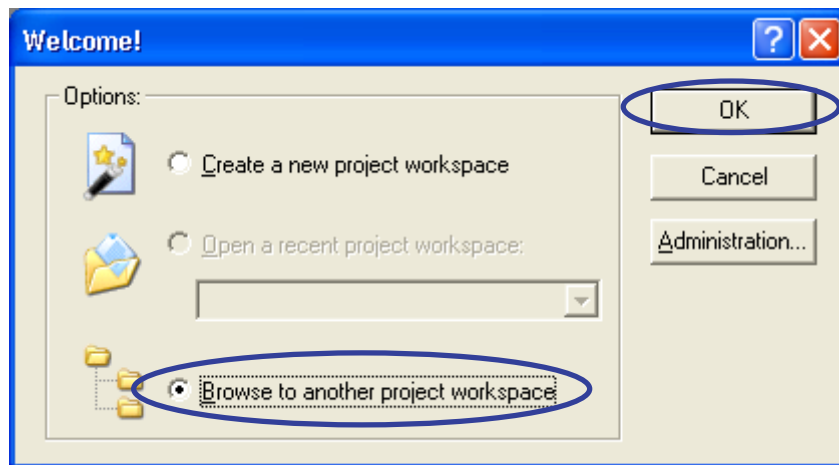 Welcome!
Options:
Create a new project workspace
Open a recent project workspace:
Browse to another project workspace
OK
Cancel
Administration...